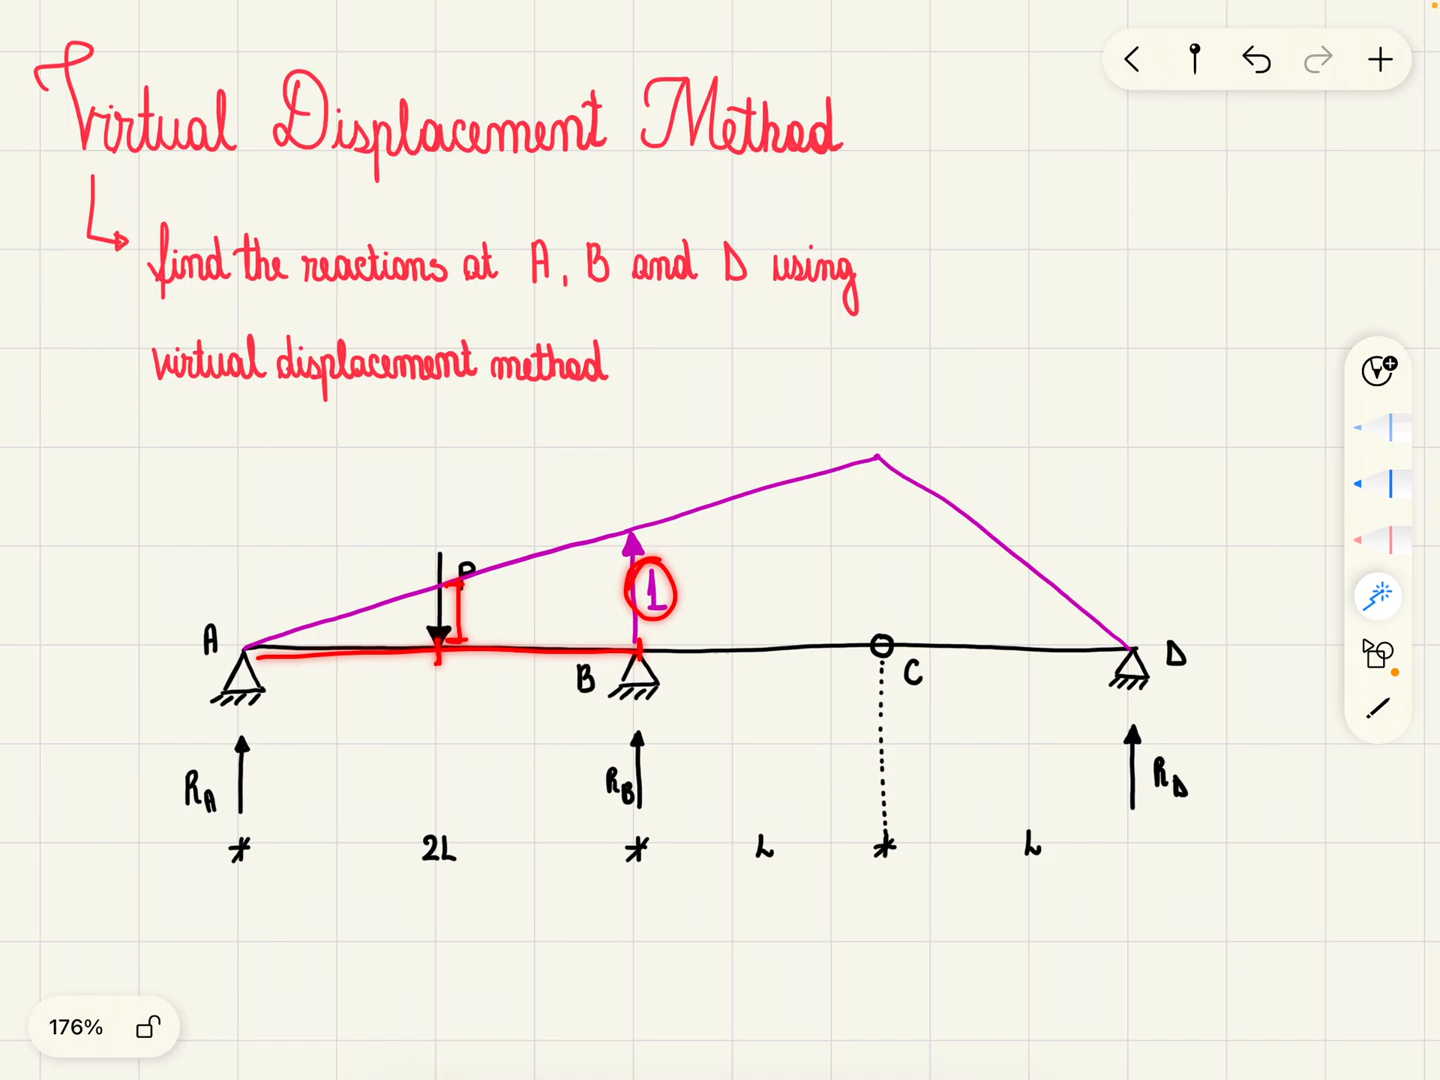 Virtual Displacement Method
find the reactions at A, B and D using
virtual displacement method
P
1
A
B
C
D
RA
RB
RD
2L
L
L
176%